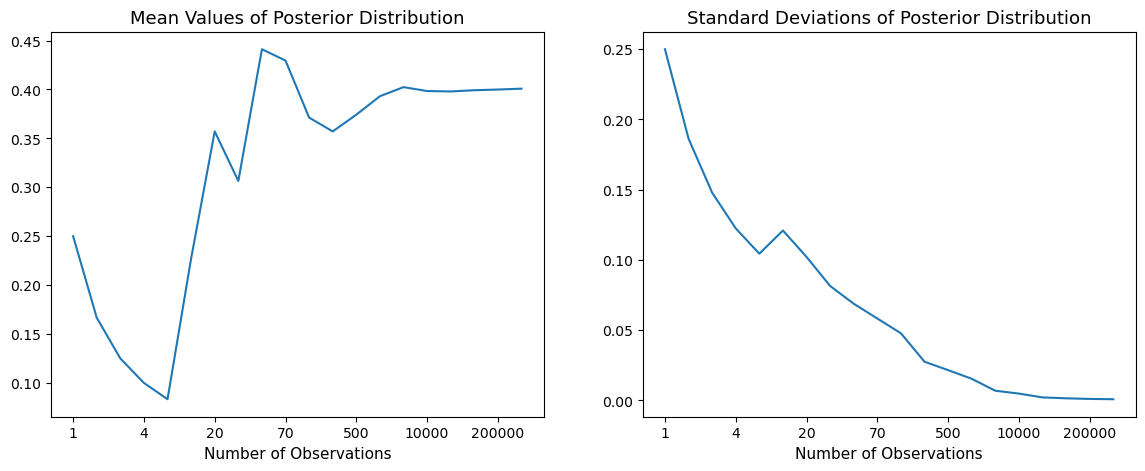 Mean Values of Posterior Distribution
0.45
0.40
0.35
0.30
0.25
0.20
0.15
0.10
1 4 20 70 500 10000 200000
Number of Observations
Standard Deviations of Posterior Distribution
0.25
0.20
0.15
0.10
0.05
0.00
1 4 20 70 500 10000 200000
Number of Observations